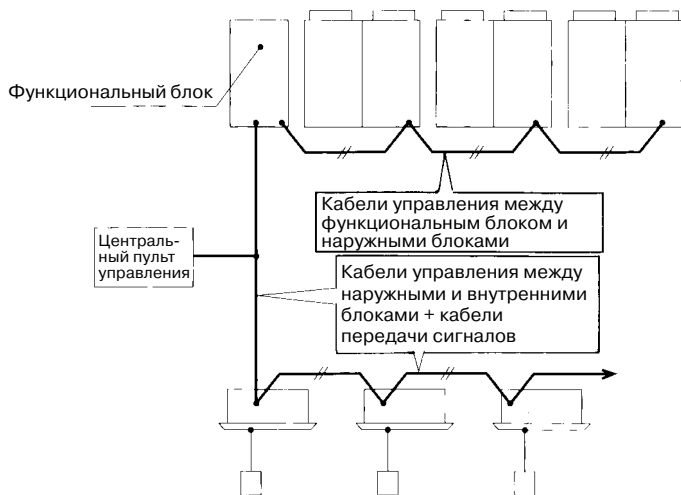 Функциональный блок
Кабели управления между
функциональным блоком и
наружными блоками
Централь-
ный пульт
управления
Кабели управления между
наружными и внутренними
блоками + кабели
передачи сигналов